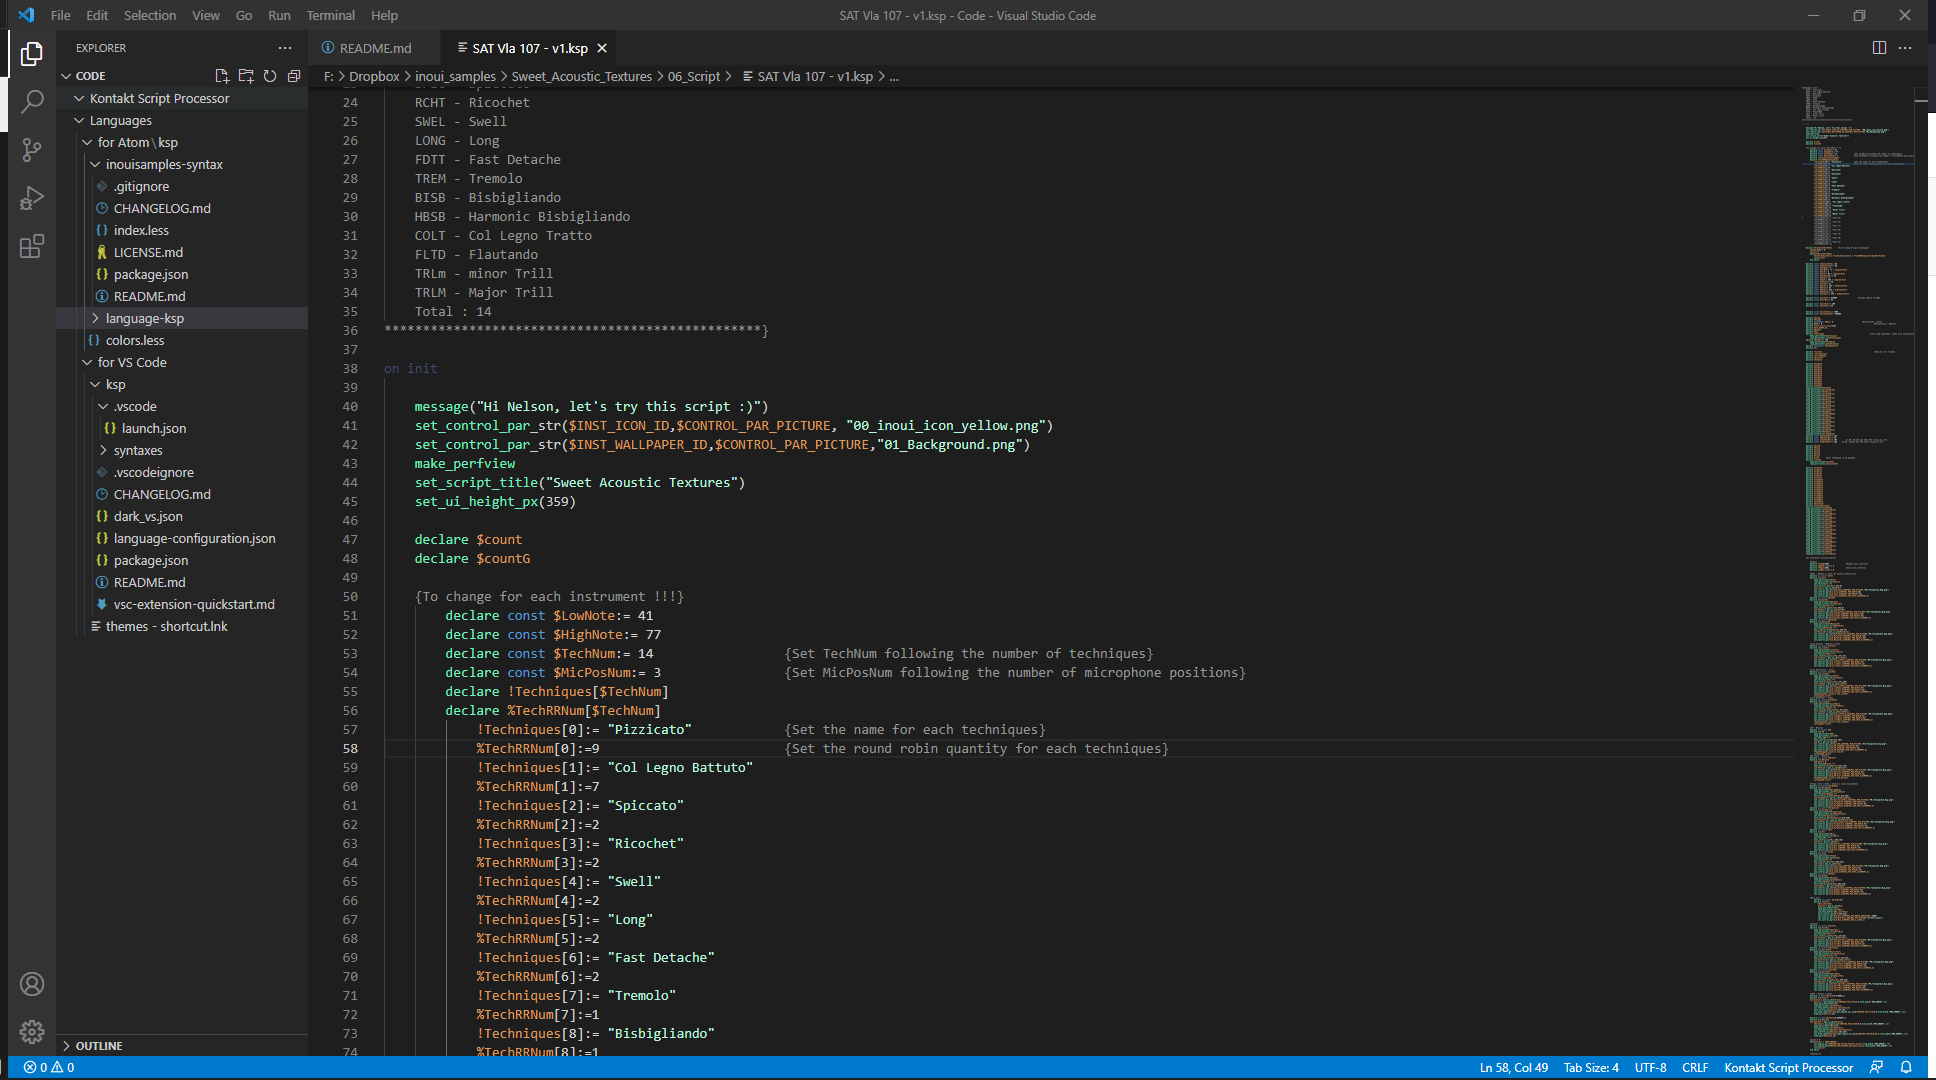 File Edit Selection View Go Run Terminal Help
SAT Vla 107 - v1.ksp - Code - Visual Studio Code
EXPLORER
CODE
Kontakt Script Processor
Languages
for Atom \ ksp
inouisamples-syntax
.gitignore
CHANGELOG.md
index.less
LICENSE.md
package.json
README.md
language-ksp
colors.less
for VS Code
ksp
.vscode
launch.json
syntaxes
.vscodeignore
CHANGELOG.md
dark_vs.json
language-configuration.json
package.json
README.md
vsc-extension-quickstart.md
themes - shortcut.lnk
OUTLINE
README.md
SAT Vla 107 - v1.ksp
F: > Dropbox > inoui_samples > Sweet_Acoustic_Textures > 06_Script > SAT Vla 107 - v1.ksp > ...
24 RCHT - Ricochet
25 SWEL - Swell
26 LONG - Long
27 FDTT - Fast Detache
28 TREM - Tremolo
29 BISB - Bisbigliando
30 HBSB - Harmonic Bisbigliando
31 COLT - Col Legno Tratto
32 FLTD - Flautando
33 TRLm - minor Trill
34 TRLM - Major Trill
35 Total : 14
36 *************************************************}
37
38 on init
39
40 message("Hi Nelson, let's try this script :)")
41 set_control_par_str($INST_ICON_ID,$CONTROL_PAR_PICTURE, "00_inoui_icon_yellow.png")
42 set_control_par_str($INST_WALLPAPER_ID,$CONTROL_PAR_PICTURE,"01_Background.png")
43 make_perfview
44 set_script_title("Sweet Acoustic Textures")
45 set_ui_height_px(359)
46
47 declare $count
48 declare $countG
49
50 {To change for each instrument !!!}
51 declare const $LowNote:= 41
52 declare const $HighNote:= 77
53 declare const $TechNum:= 14 {Set TechNum following the number of techniques}
54 declare const $MicPosNum:= 3 {Set MicPosNum following the number of microphone positions}
55 declare !Techniques[$TechNum]
56 declare %TechRRNum[$TechNum]
57 !Techniques[0]:= "Pizzicato" {Set the name for each techniques}
58 %TechRRNum[0]:=9 {Set the round robin quantity for each techniques}
59 !Techniques[1]:= "Col Legno Battuto"
60 %TechRRNum[1]:=7
61 !Techniques[2]:= "Spiccato"
62 %TechRRNum[2]:=2
63 !Techniques[3]:= "Ricochet"
64 %TechRRNum[3]:=2
65 !Techniques[4]:= "Swell"
66 %TechRRNum[4]:=2
67 !Techniques[5]:= "Long"
68 %TechRRNum[5]:=2
69 !Techniques[6]:= "Fast Detache"
70 %TechRRNum[6]:=2
71 !Techniques[7]:= "Tremolo"
72 %TechRRNum[7]:=1
73 !Techniques[8]:= "Bisbigliando"
74 %TechRRNum[8]:=1
0 0
Ln 58, Col 49 Tab Size: 4 UTF-8 CRLF Kontakt Script Processor